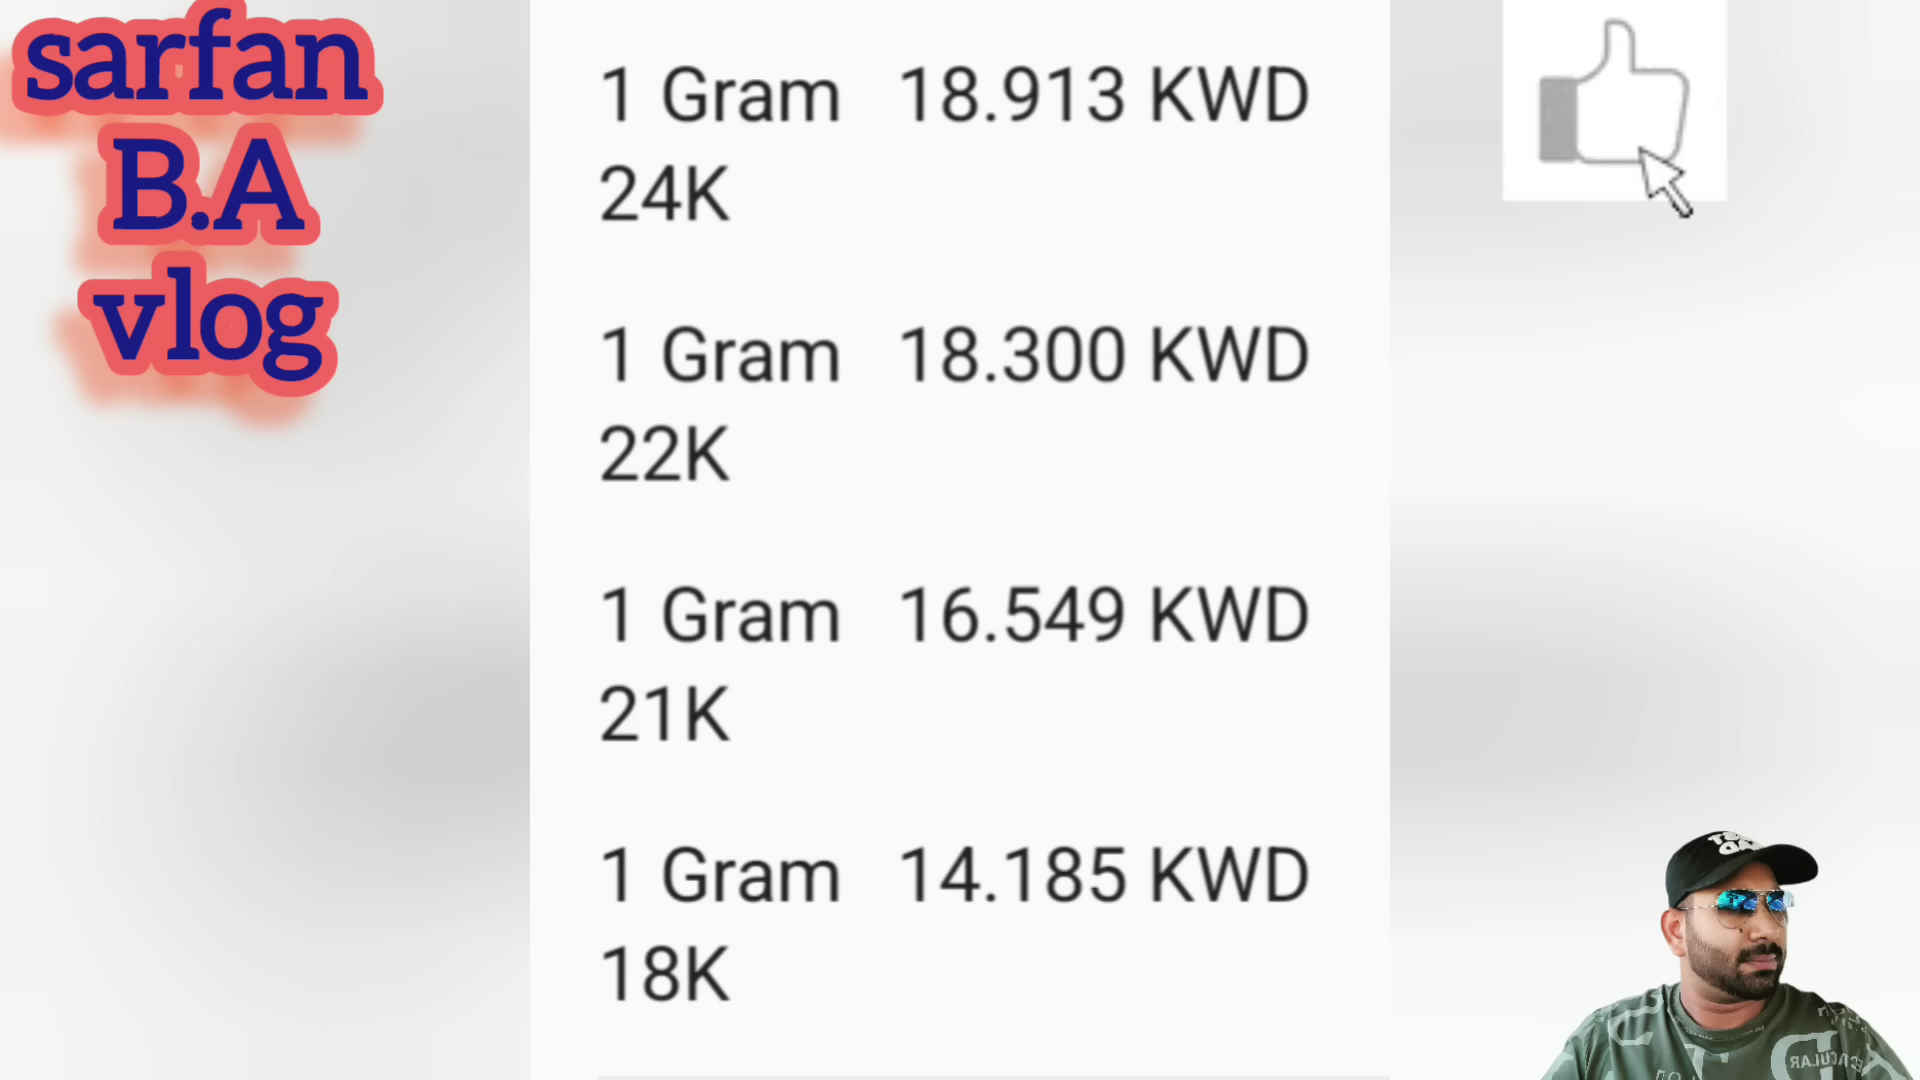 sarfan
B.A
vlog
1 Gram 18.913 KWD
24K
1 Gram 18.300 KWD
22K
1 Gram 16.549 KWD
21K
1 Gram 14.185 KWD
18K